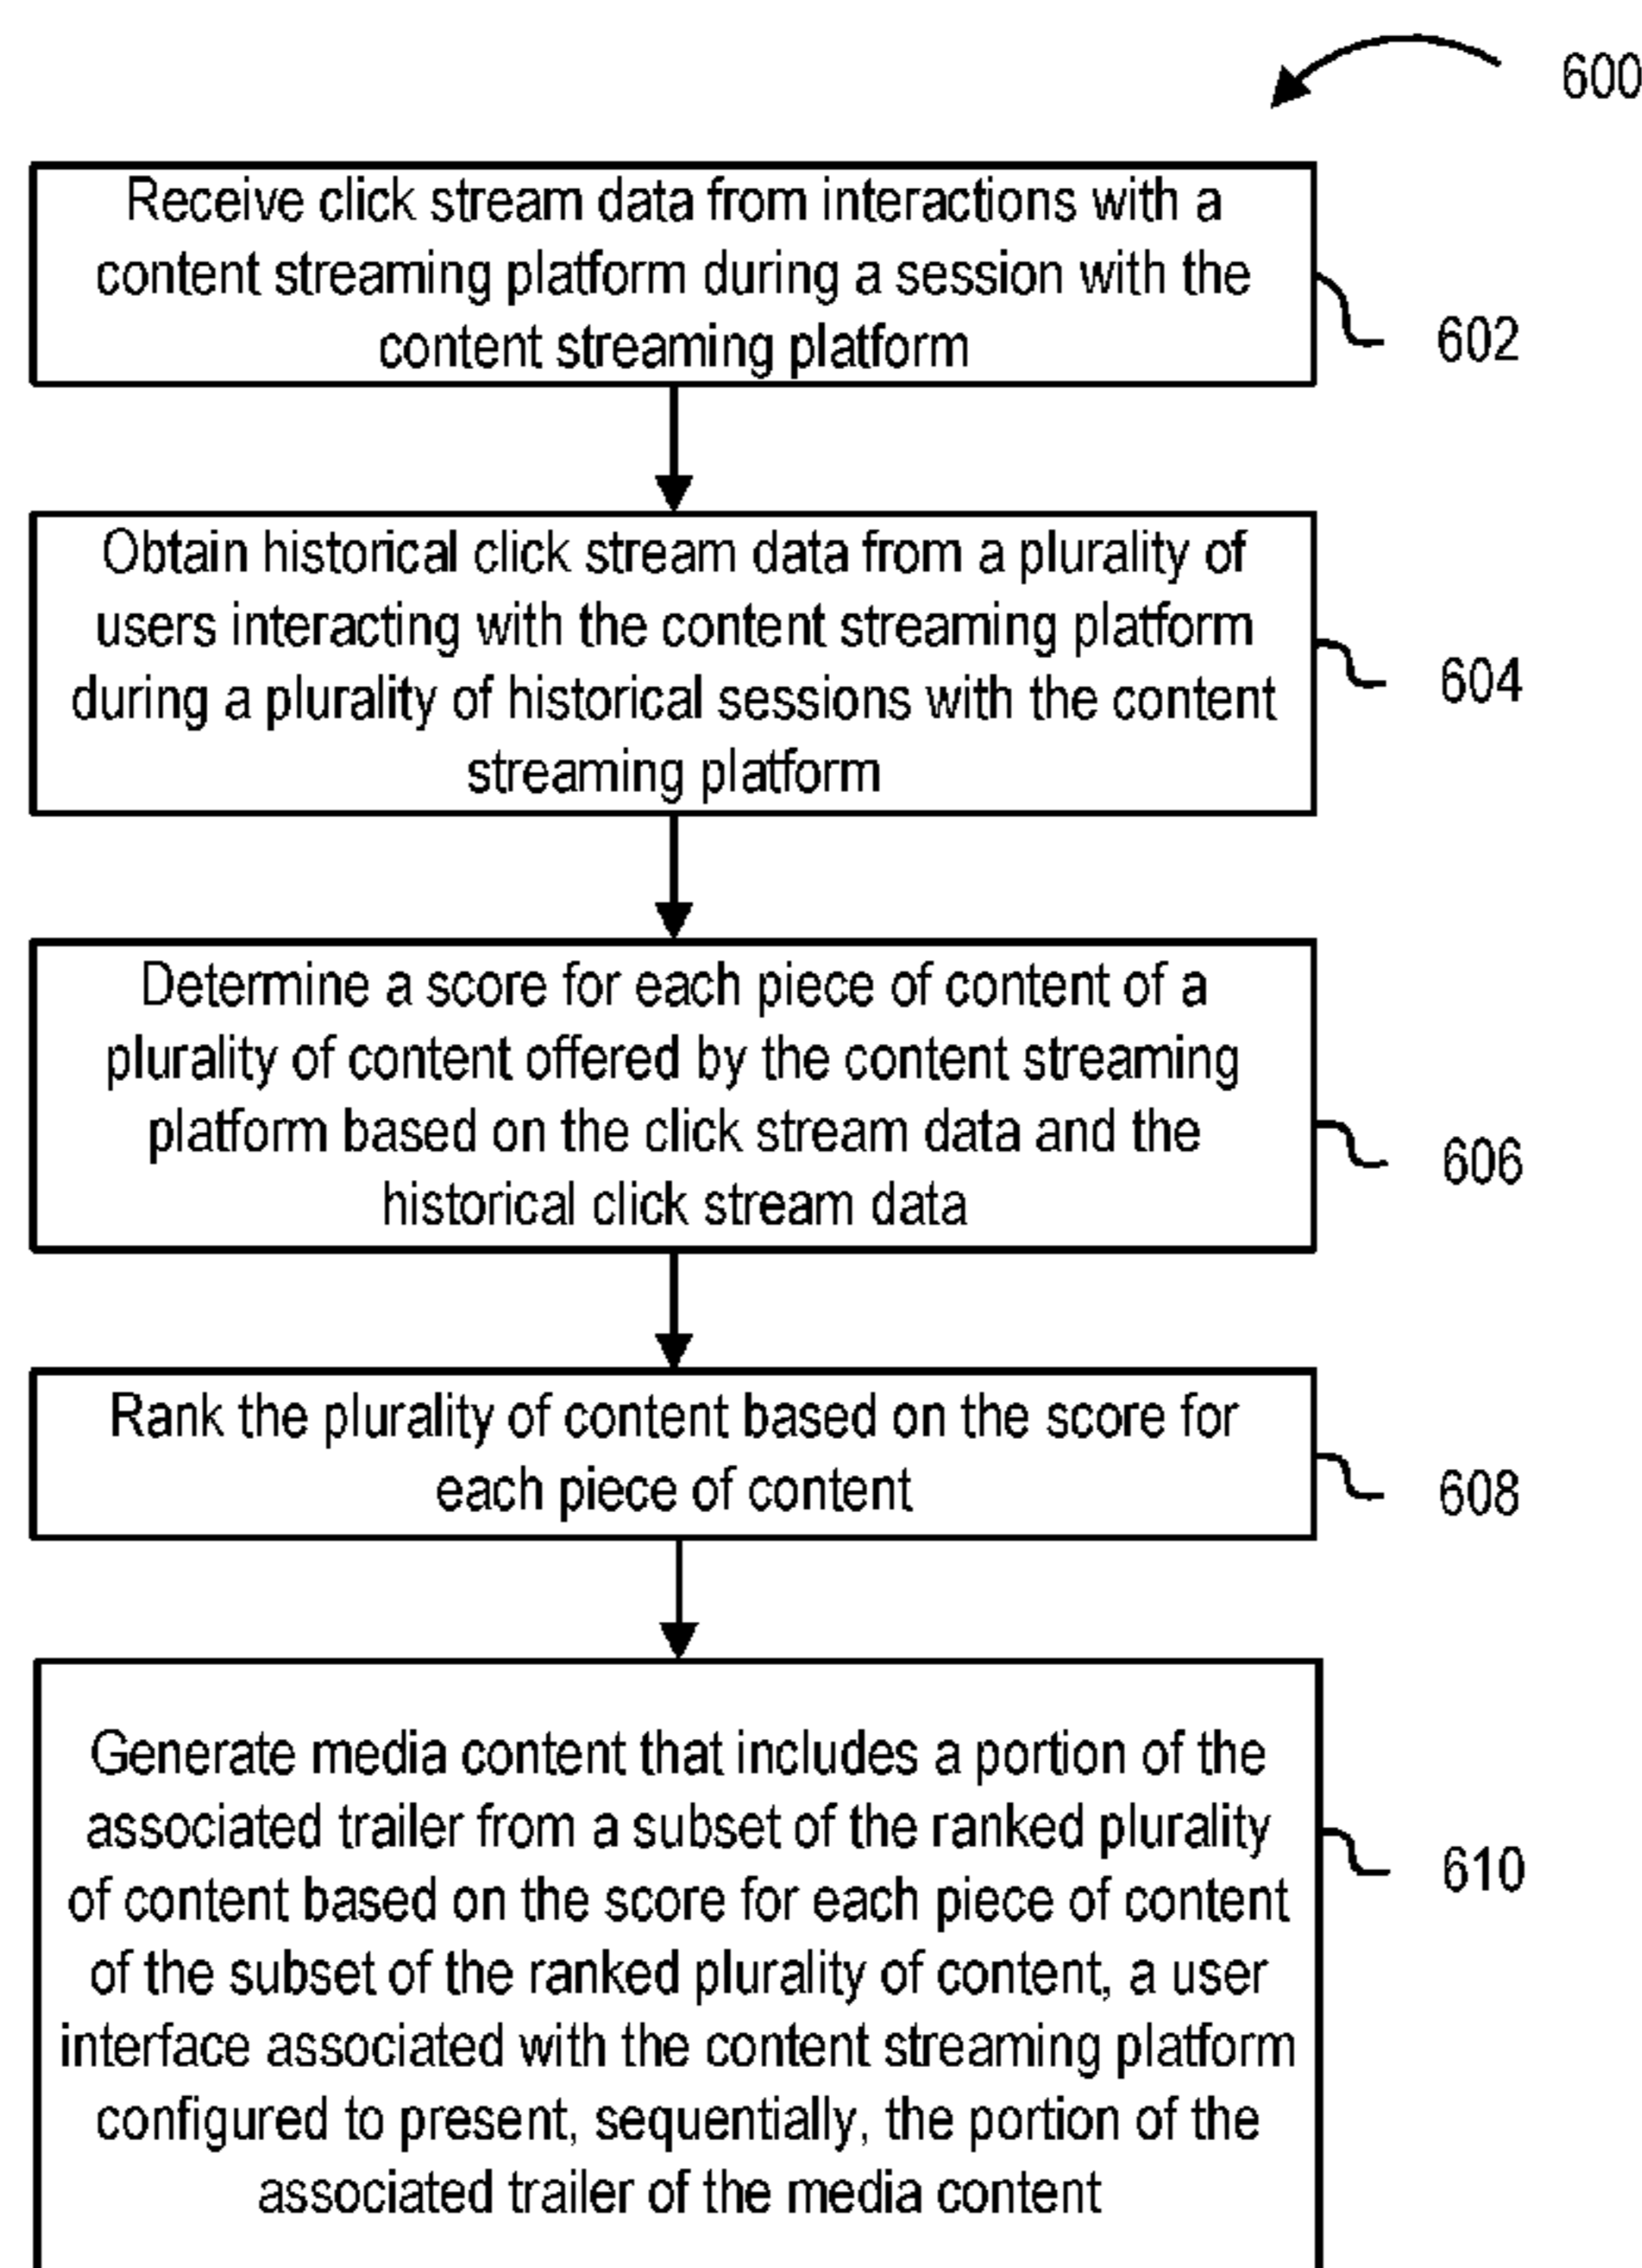 600
Receive click stream data from interactions with a
content streaming platform during a session with the
content streaming platform
602
Obtain historical click stream data from a plurality of
users interacting with the content streaming platform
during a plurality of historical sessions with the content
streaming platform
604
Determine a score for each piece of content of a
plurality of content offered by the content streaming
platform based on the click stream data and the
historical click stream data
606
Rank the plurality of content based on the score for
each piece of content
608
Generate media content that includes a portion of the
associated trailer from a subset of the ranked plurality
of content based on the score for each piece of content
of the subset of the ranked plurality of content, a user
interface associated with the content streaming platform
configured to present, sequentially, the portion of the
associated trailer of the media content
610